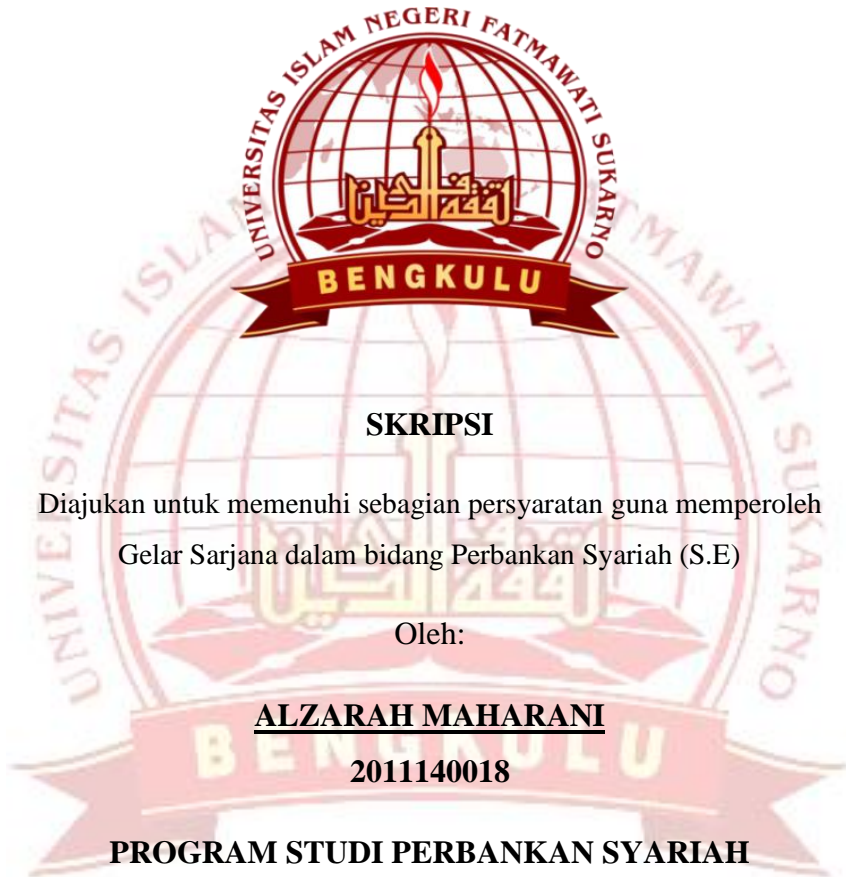 UNIVERSITAS ISLAM NEGERI FATMAWATI SUKARNO
BENGKULU
SKRIPSI
Diajukan untuk memenuhi sebagian persyaratan guna memperoleh
Gelar Sarjana dalam bidang Perbankan Syariah (S.E)
Oleh:
ALZARAH MAHARANI
2011140018
PROGRAM STUDI PERBANKAN SYARIAH